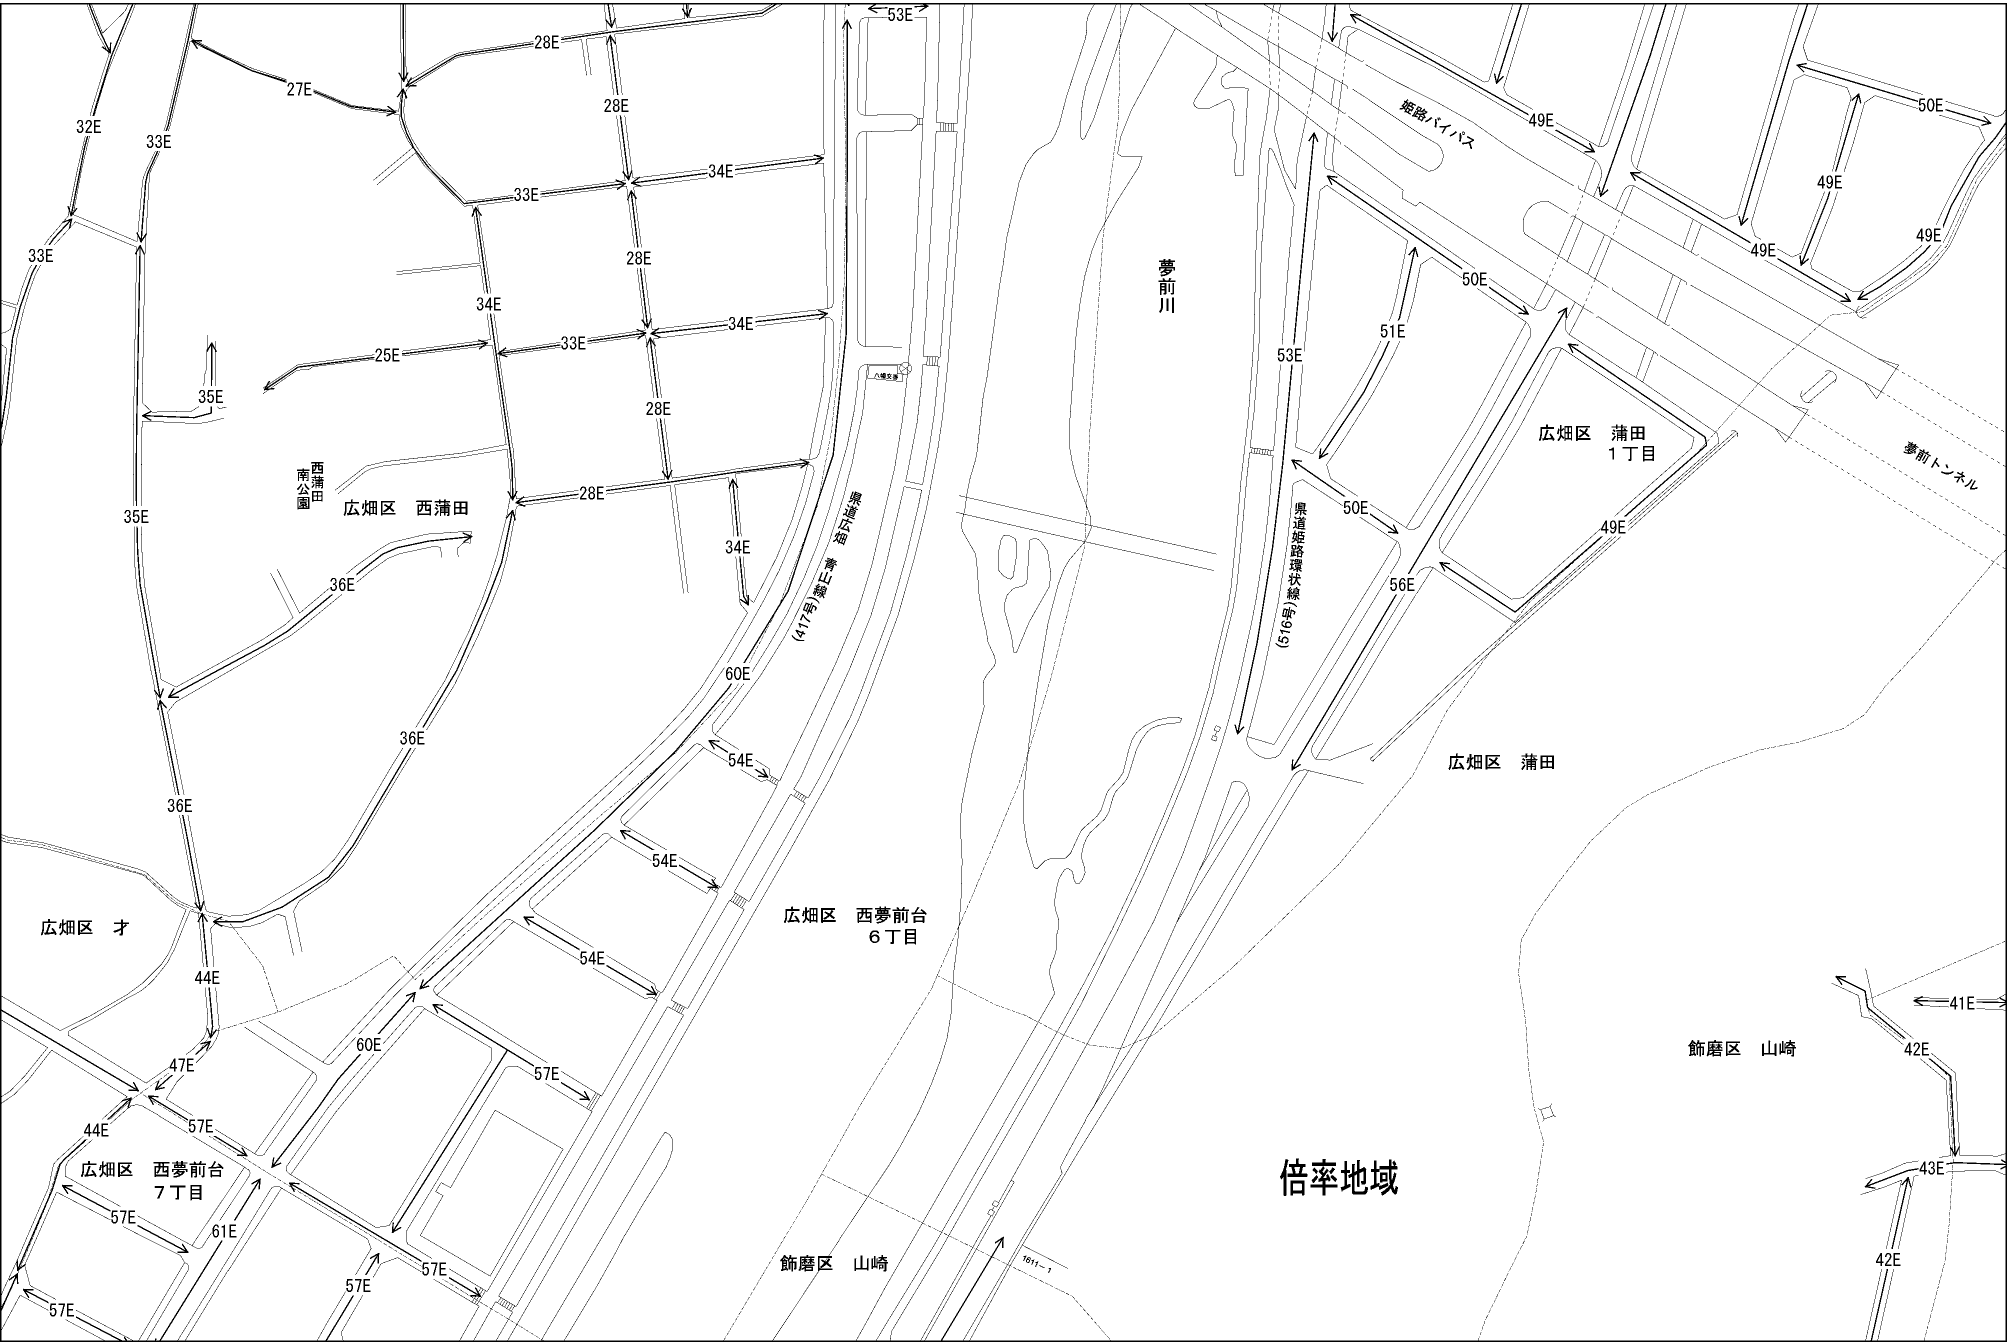 53E
28E
27E
28E
32E
33E
姫路バイパス
49E
50E
34E
33E
49E
33E
28E
49E
49E
夢前川
50E
34E
34E
33E
51E
25E
53E
八幡交番
35E
28E
広畑区 蒲田
1丁目
夢前トンネル
西蒲田
南公園
広畑区 西蒲田
28E
35E
県道広畑青山線(417号)
県道姫路環状線(516号)
50E
49E
34E
36E
56E
60E
36E
54E
広畑区 蒲田
36E
54E
広畑区 西夢前台
6丁目
広畑区 才
54E
44E
41E
60E
飾磨区 山崎
42E
47E
57E
57E
44E
広畑区 西夢前台
7丁目
倍率地域
43E
57E
61E
飾磨区 山崎
1611-1
57E
57E
42E
57E